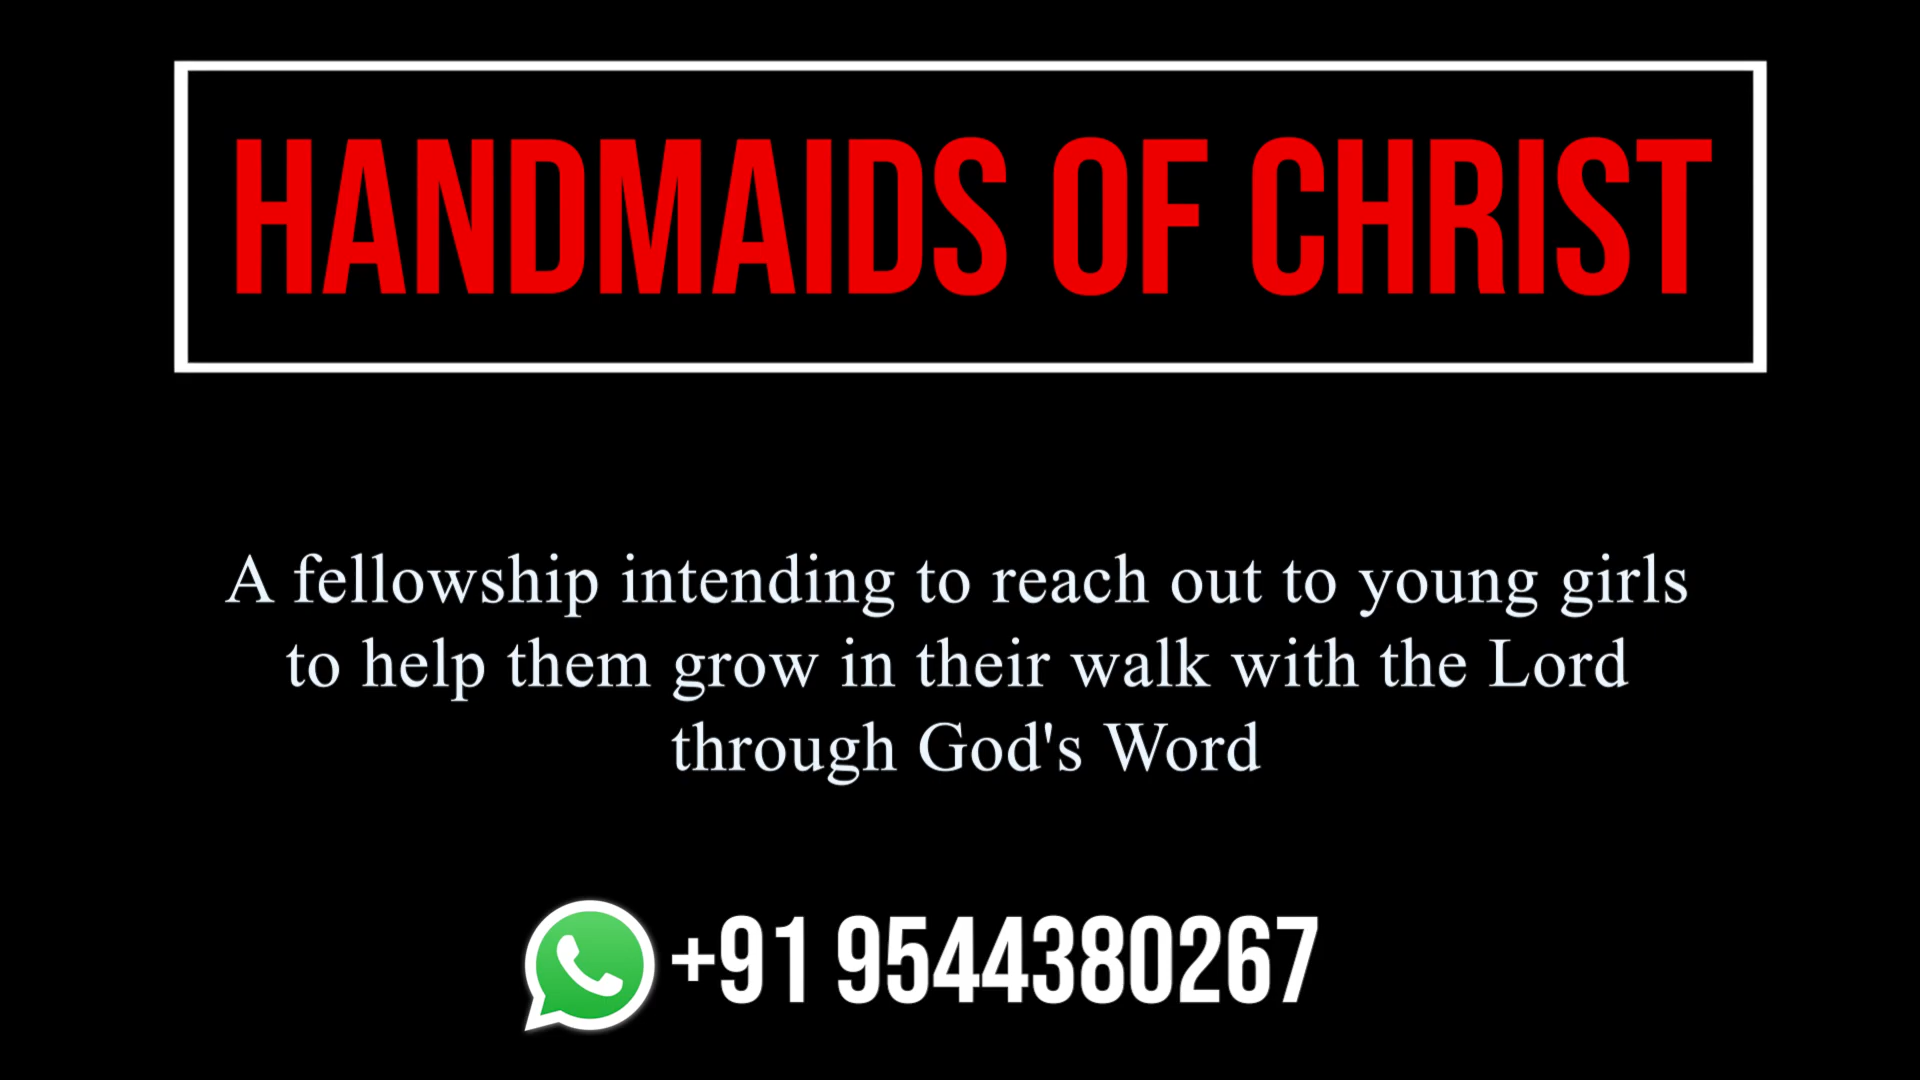 HANDMAIDS OF CHRIST
A fellowship intending to reach out to young girls
to help them grow in their walk with the Lord
through God's Word
+91 9544380267